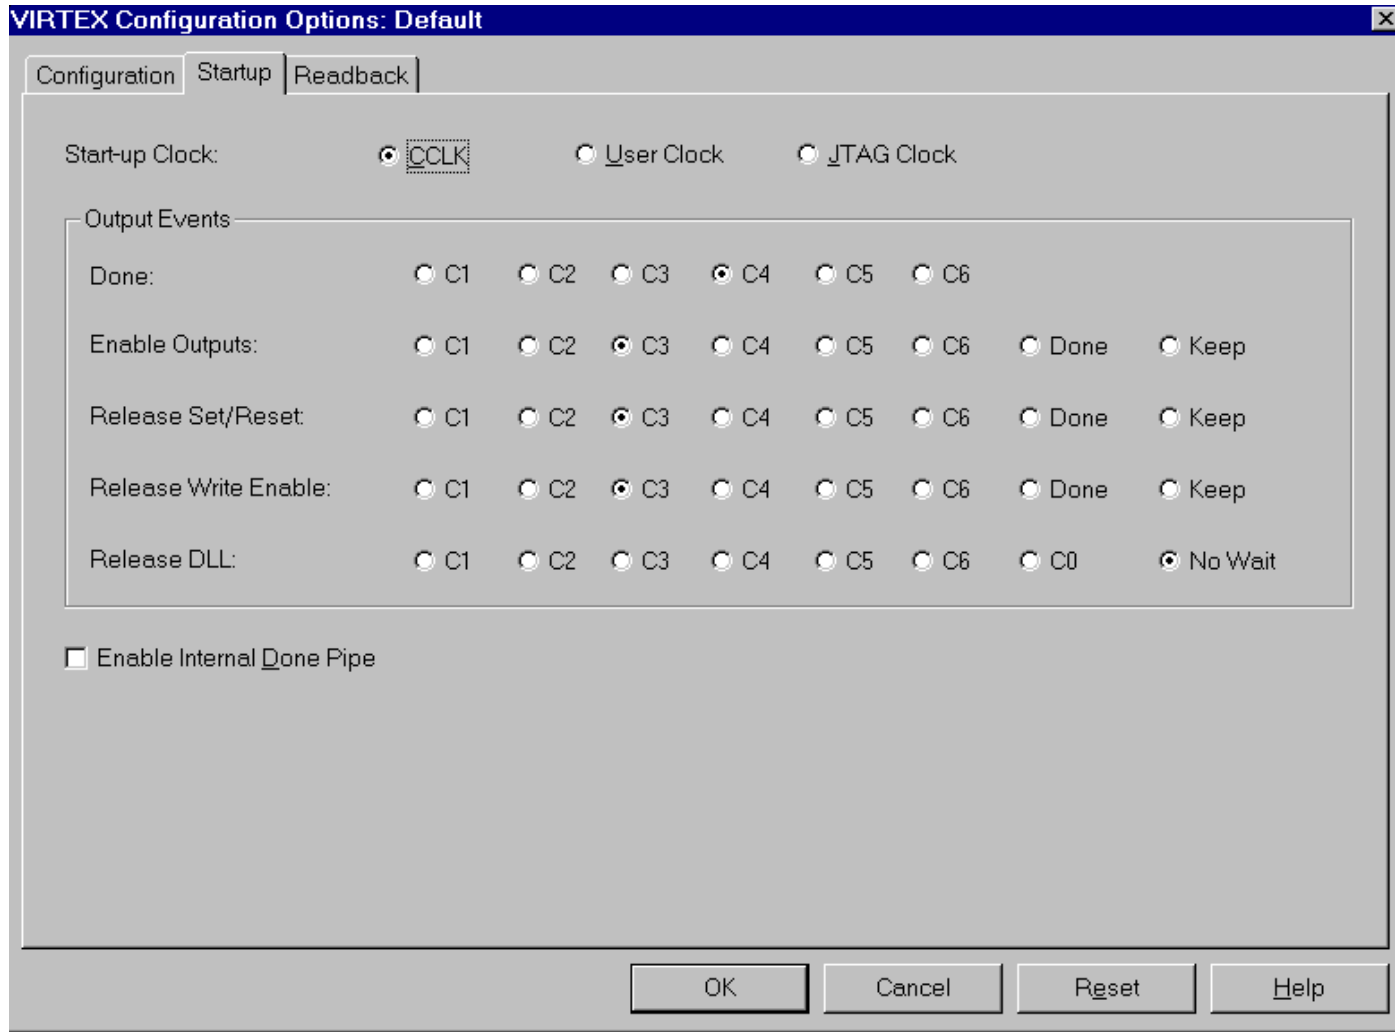 VIRTEX Configuration Options: Default
Configuration Startup Readback
Start-up Clock: CCLK User Clock JTAG Clock
Output Events
Done: C1 C2 C3 C4 C5 C6
Enable Outputs: C1 C2 C3 C4 C5 C6 Done Keep
Release Set/Reset: C1 C2 C3 C4 C5 C6 Done Keep
Release Write Enable: C1 C2 C3 C4 C5 C6 Done Keep
Release DLL: C1 C2 C3 C4 C5 C6 C0 No Wait
Enable Internal Done Pipe
OK Cancel Reset Help